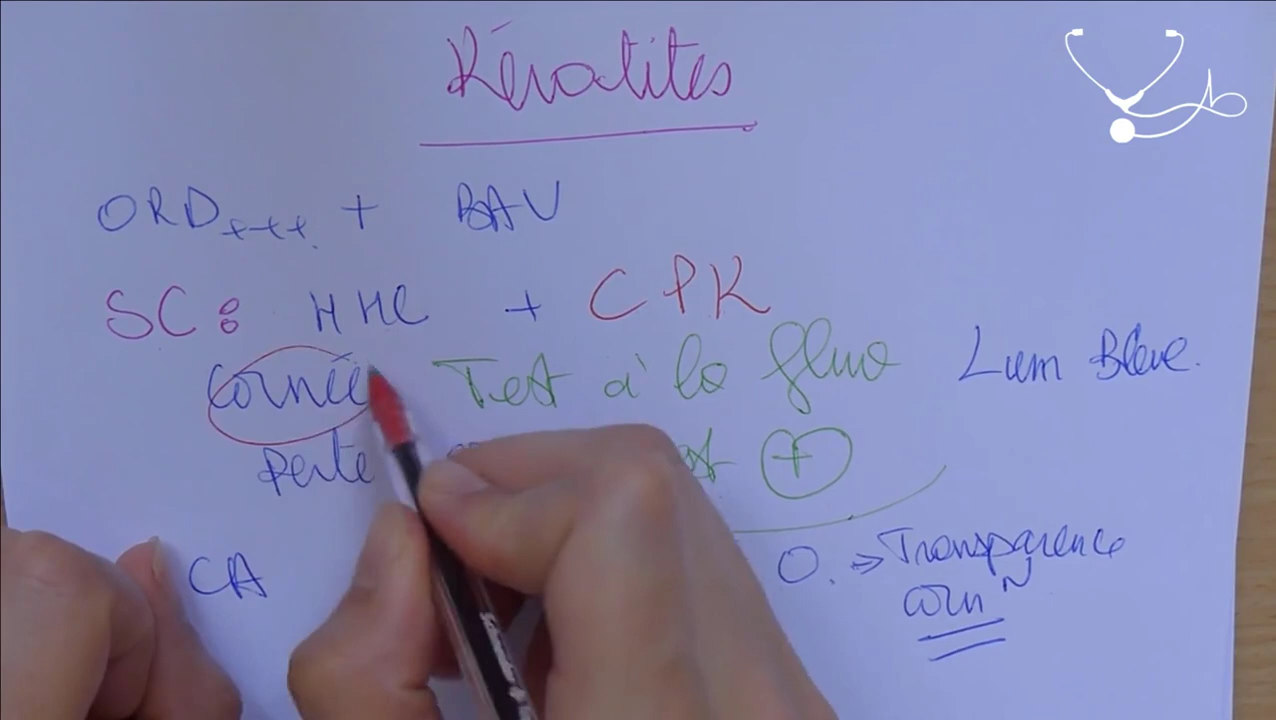 Kératites
ORD+++. + BAV
SC: HHC + CPK
Cornée Test à la fluo Lum Bleue.
perte (+)
CA O. => Transparence
corn N